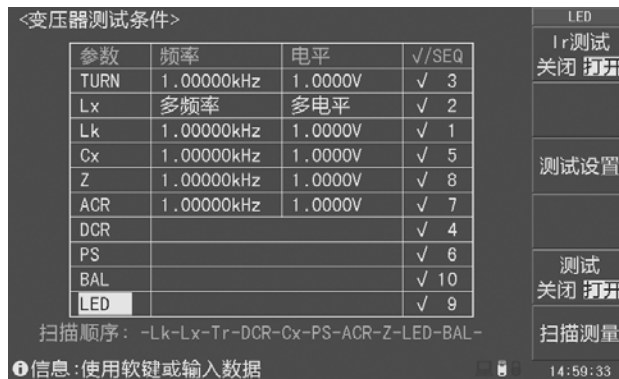 <变压器测试条件>
LED
参数 频率 电平 √/SEQ
TURN 1.00000kHz 1.0000V √ 3
Lx 多频率 多电平 √ 2
Lk 1.00000kHz 1.0000V √ 1
Cx 1.00000kHz 1.0000V √ 5
Z 1.00000kHz 1.0000V √ 8
ACR 1.00000kHz 1.0000V √ 7
DCR √ 4
PS √ 6
BAL √ 10
LED √ 9
扫描顺序: -Lk-Lx-Tr-DCR-Cx-PS-ACR-Z-LED-BAL-
信息:使用软键或输入数据
Ir测试
关闭 打开
测试设置
测试
关闭 打开
扫描测量
14:59:33